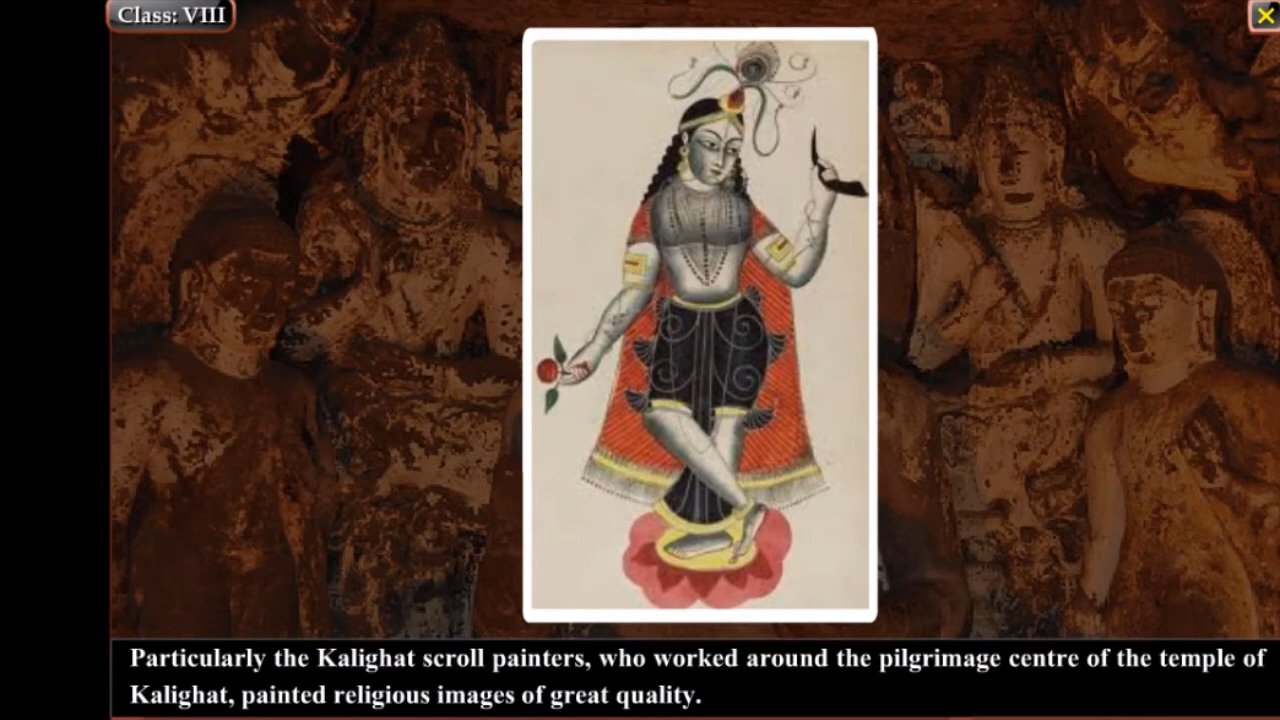 Class: VIII
Particularly the Kalighat scroll painters, who worked around the pilgrimage centre of the temple of
Kalighat, painted religious images of great quality.